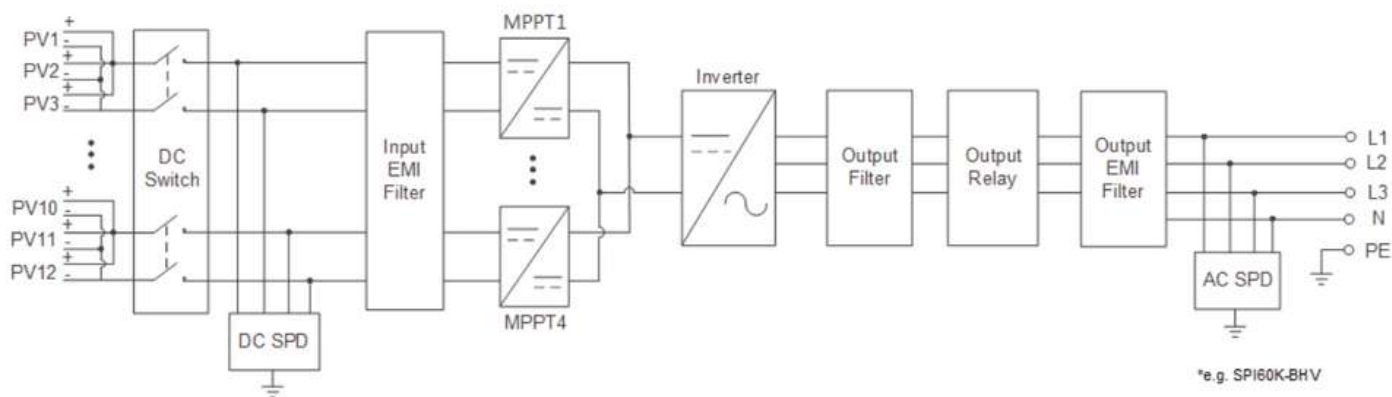 MPPT1
+
PV1
-
+
PV2
-
+
PV3
-
DC
Switch
Input
EMI
Filter
Inverter
Output
Filter
Output
Relay
Output
EMI
Filter
L1
L2
L3
N
PE
+
PV10
-
+
PV11
-
+
PV12
-
DC SPD
MPPT4
AC SPD
*e.g. SPI60K-BHV